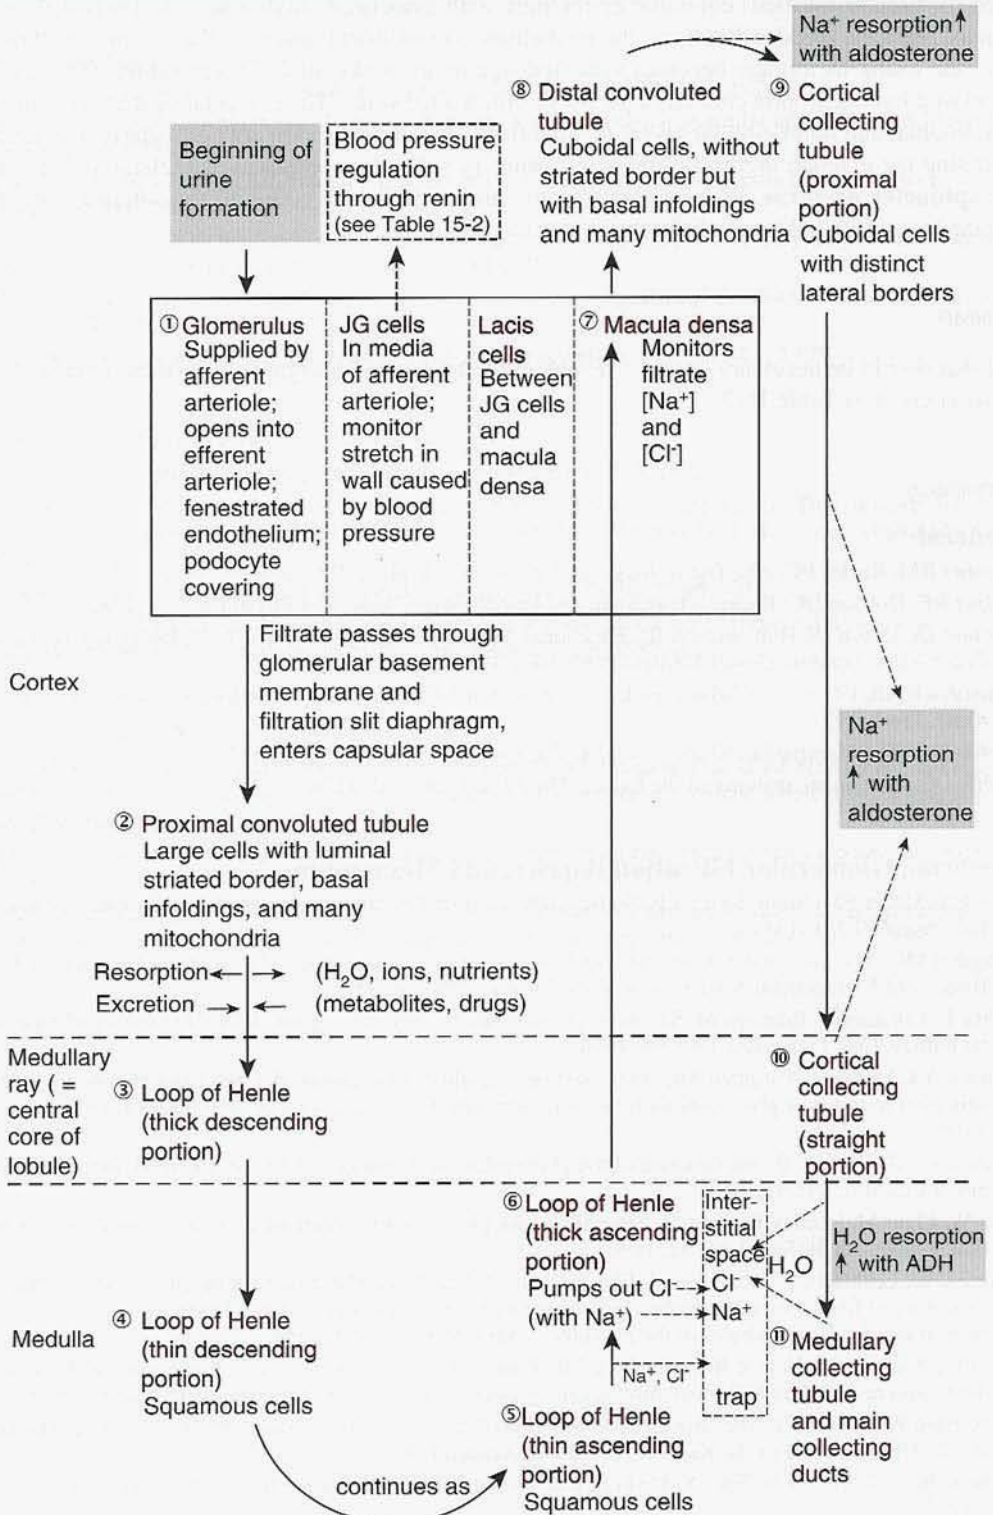 Na⁺ resorption ↑
with aldosterone
⑧ Distal convoluted
tubule
Cuboidal cells, without
striated border but
with basal infoldings
and many mitochondria
⑨ Cortical
collecting
tubule
(proximal
portion)
Cuboidal cells
with distinct
lateral borders
Beginning of
urine
formation
Blood pressure
regulation
through renin
(see Table 15-2)
① Glomerulus
Supplied by
afferent
arteriole;
opens into
efferent
arteriole;
fenestrated
endothelium;
podocyte
covering
JG cells
In media
of afferent
arteriole;
monitor
stretch in
wall caused
by blood
pressure
Lacis
cells
Between
JG cells
and
macula
densa
⑦ Macula densa
Monitors
filtrate
[Na⁺]
and
[Cl⁻]
Filtrate passes through
glomerular basement
membrane and
filtration slit diaphragm,
enters capsular space
Cortex
Na⁺
resorption
↑ with
aldosterone
② Proximal convoluted tubule
Large cells with luminal
striated border, basal
infoldings, and many
mitochondria
Resorption (H₂O, ions, nutrients)
Excretion (metabolites, drugs)
Medullary
ray ( =
central
core of
lobule)
③ Loop of Henle
(thick descending
portion)
⑩ Cortical
collecting
tubule
(straight
portion)
⑥ Loop of Henle
(thick ascending
portion)
Pumps out Cl⁻
(with Na⁺)
Inter-
stitial
space
Cl⁻
Na⁺
trap
H₂O
H₂O resorption
↑ with ADH
Na⁺, Cl⁻
Medulla
④ Loop of Henle
(thin descending
portion)
Squamous cells
⑪ Medullary
collecting
tubule
and main
collecting
ducts
⑤ Loop of Henle
(thin ascending
portion)
Squamous cells
continues as